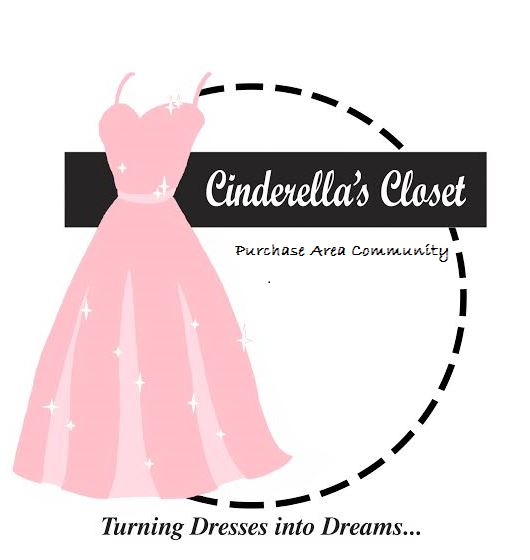 Cinderella's Closet
Purchase Area Community
.
Turning Dresses into Dreams...